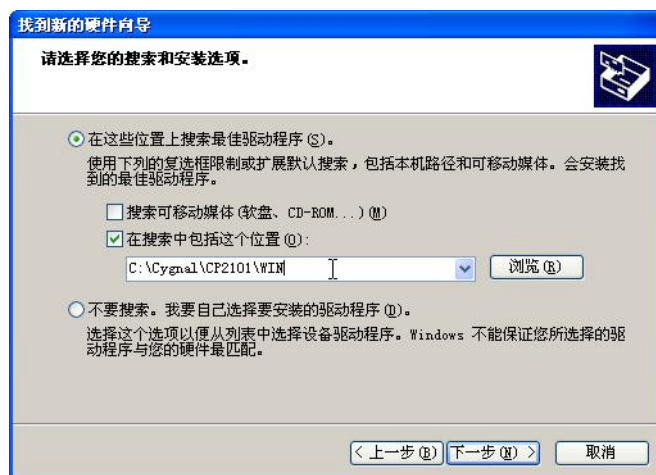 找到新的硬件向导
请选择您的搜索和安装选项。
在这些位置上搜索最佳驱动程序(S)。
使用下列的复选框限制或扩展默认搜索，包括本机路径和可移动媒体。会安装找
到的最佳驱动程序。
搜索可移动媒体(软盘、CD-ROM...)(M)
在搜索中包括这个位置(O):
C:\Cygnal\CP2101\WIN
浏览(R)
不要搜索。我要自己选择要安装的驱动程序(D)。
选择这个选项以便从列表中选择设备驱动程序。Windows 不能保证您所选择的驱
动程序与您的硬件最匹配。
< 上一步(B) 下一步(N) > 取消